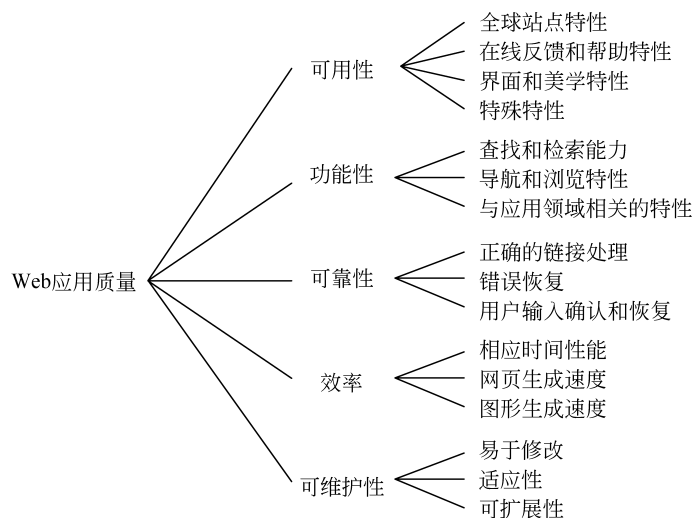 Web应用质量
可用性
全球站点特性
在线反馈和帮助特性
界面和美学特性
特殊特性
功能性
查找和检索能力
导航和浏览特性
与应用领域相关的特性
可靠性
正确的链接处理
错误恢复
用户输入确认和恢复
效率
相应时间性能
网页生成速度
图形生成速度
可维护性
易于修改
适应性
可扩展性